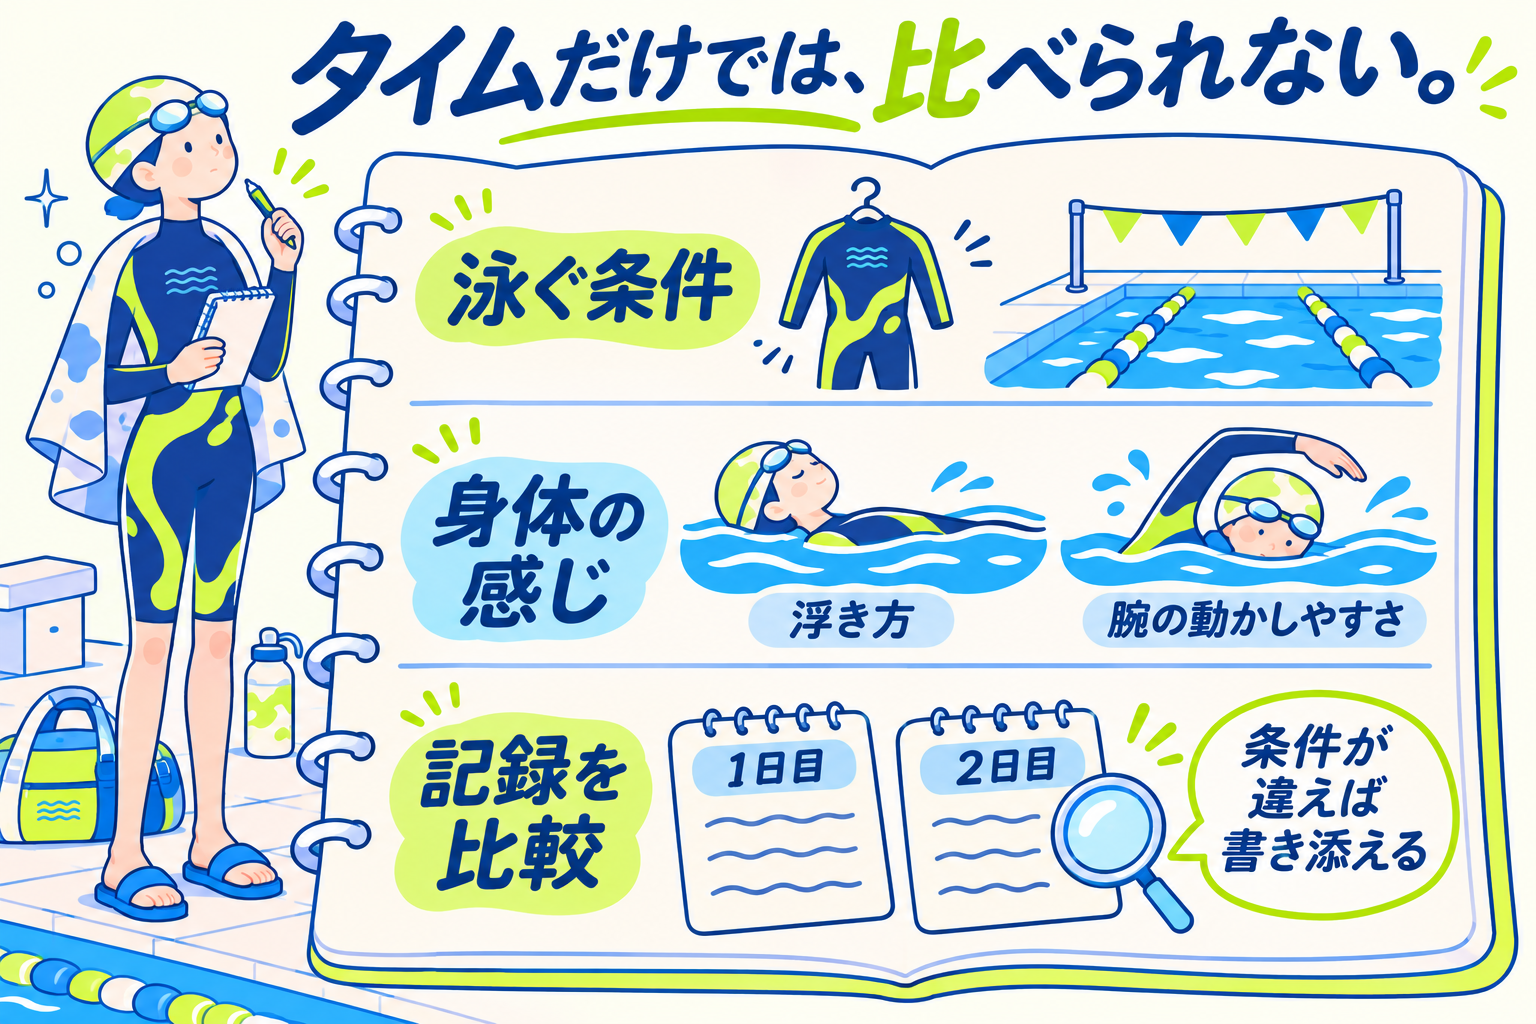 タイムだけでは、比べられない。
泳ぐ条件
身体の
感じ
浮き方
腕の動かしやすさ
記録を
比較
1日目
2日目
条件が
違えば
書き添える